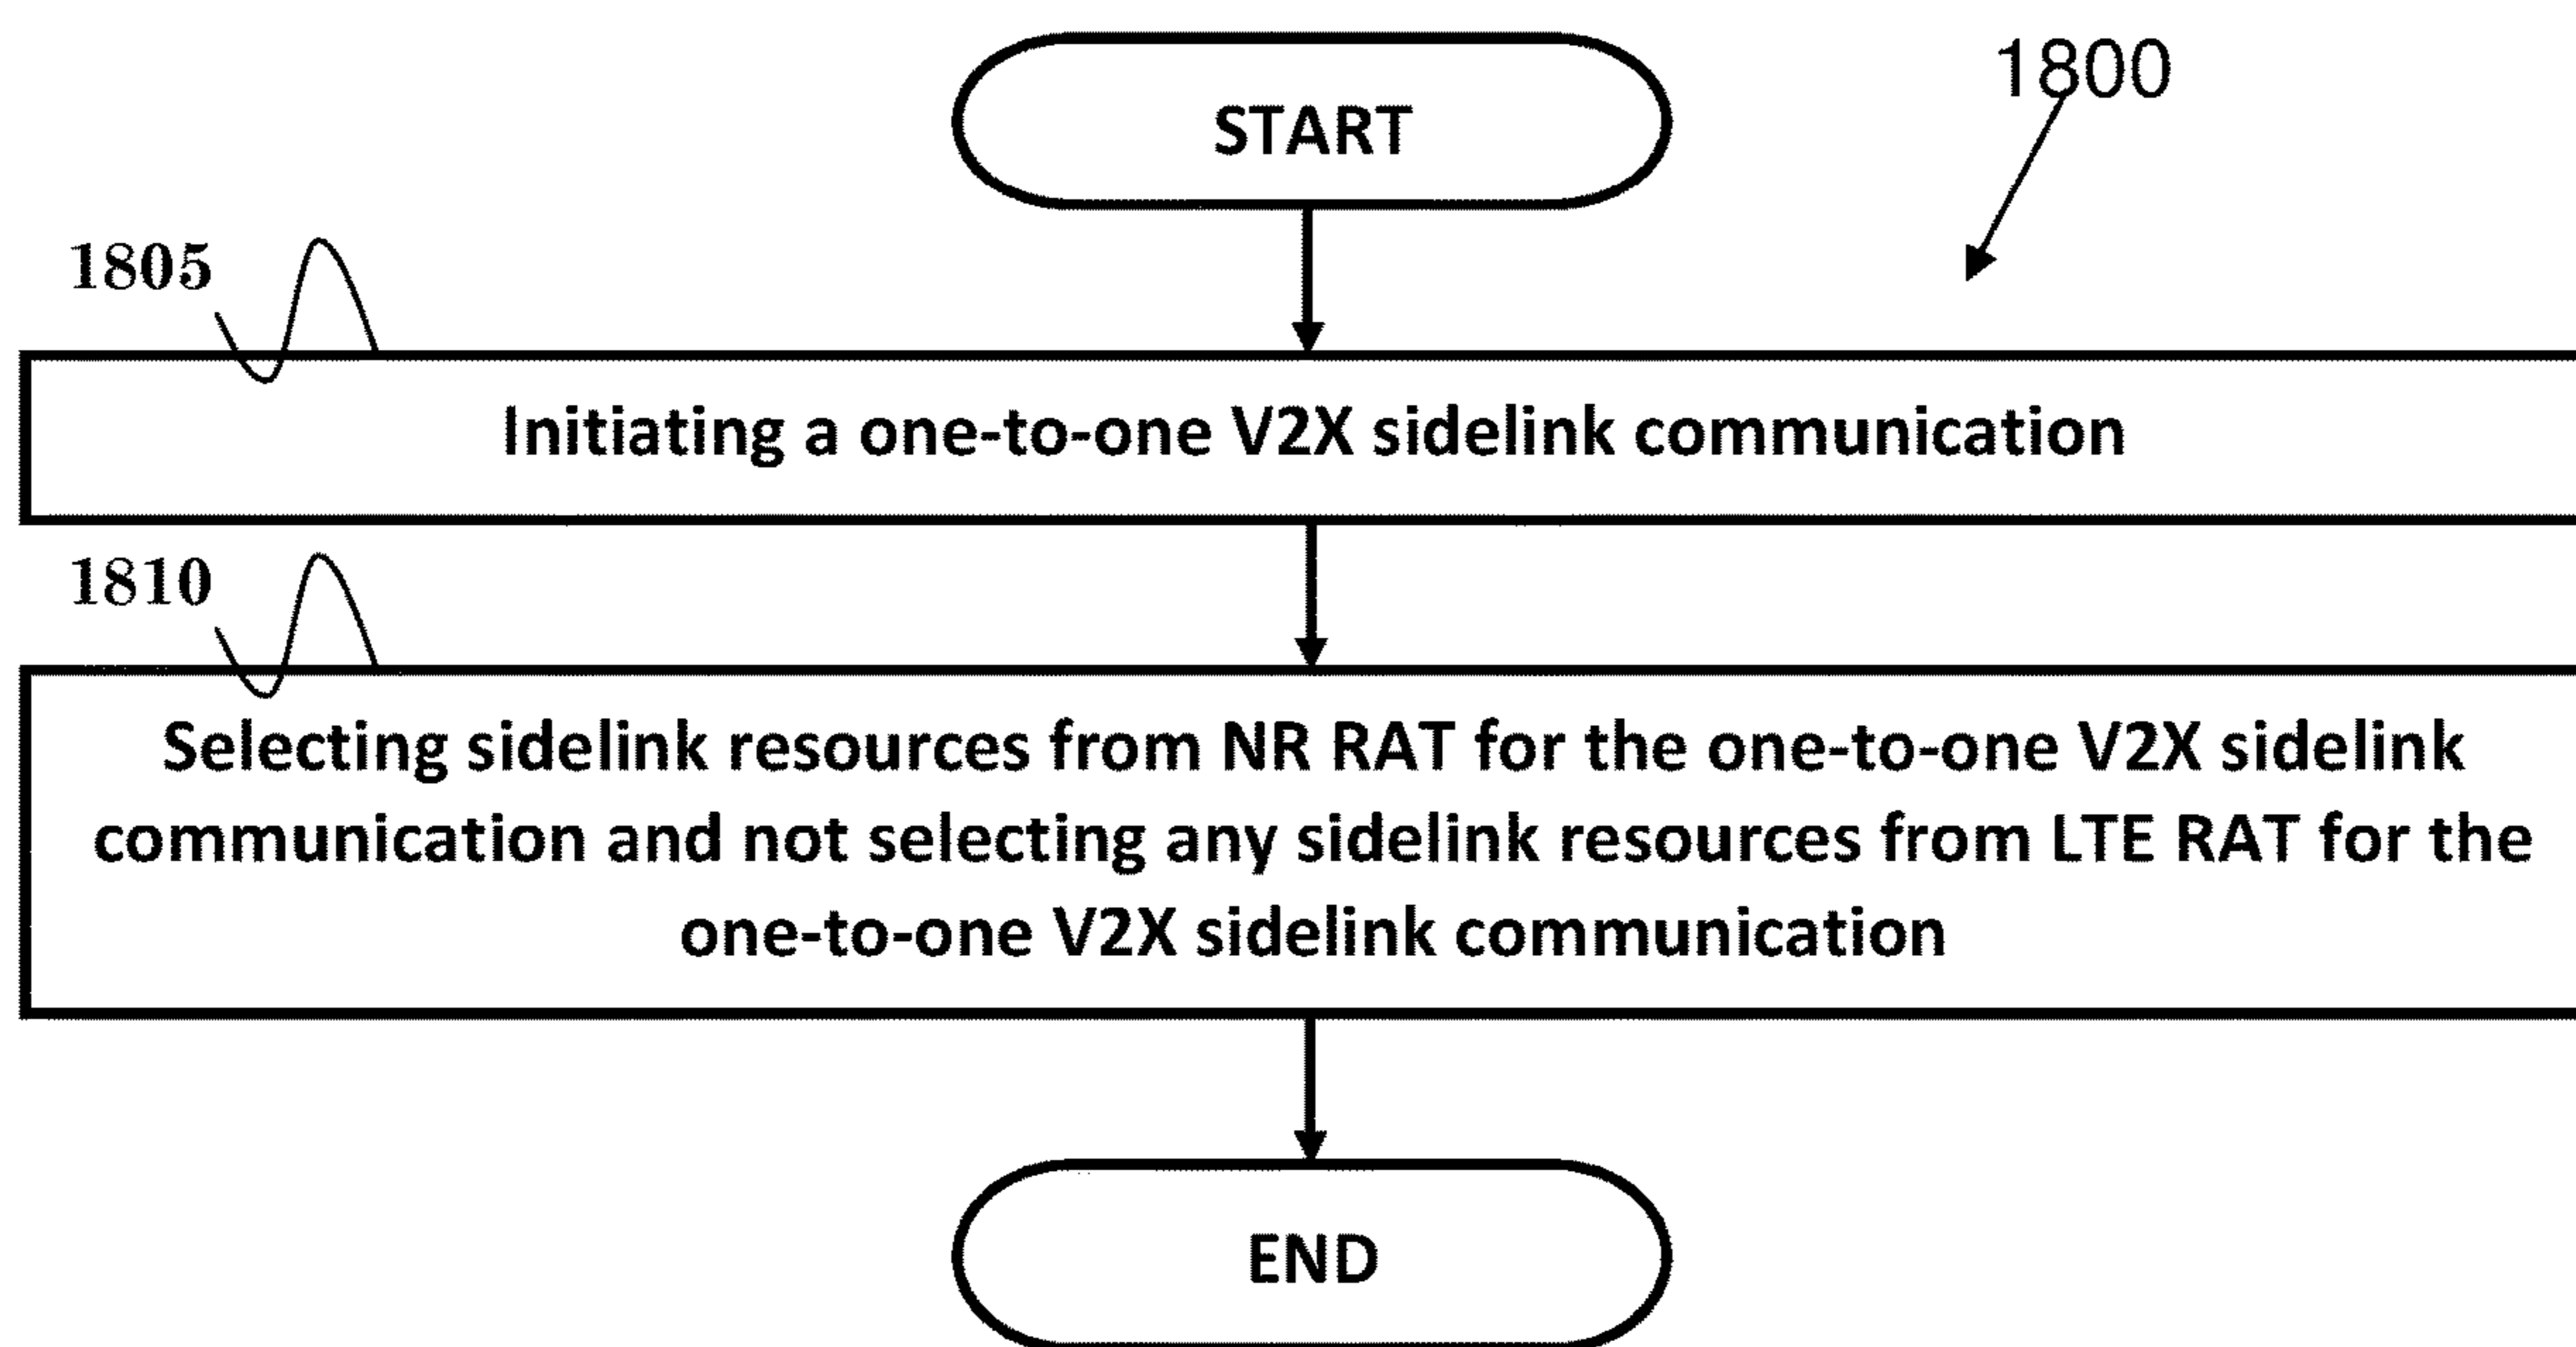 START
1800
1805
Initiating a one-to-one V2X sidelink communication
1810
Selecting sidelink resources from NR RAT for the one-to-one V2X sidelink
communication and not selecting any sidelink resources from LTE RAT for the
one-to-one V2X sidelink communication
END